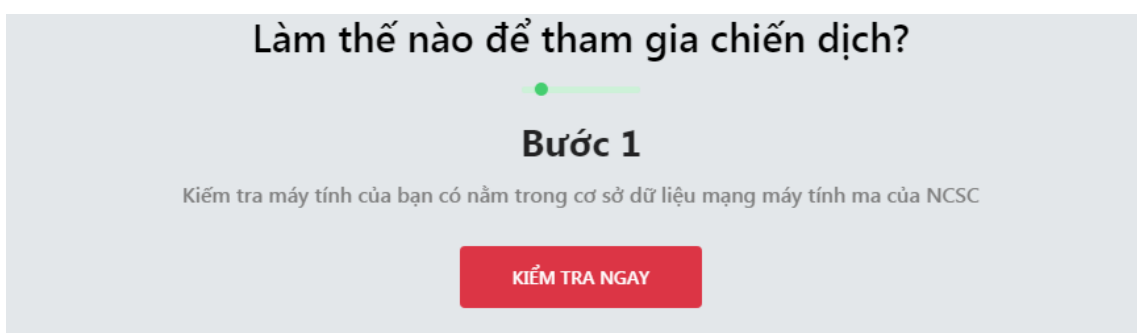 Làm thế nào để tham gia chiến dịch?
Bước 1
Kiếm tra máy tính của bạn có nằm trong cơ sở dữ liệu mạng máy tính ma của NCSC
KIỂM TRA NGAY